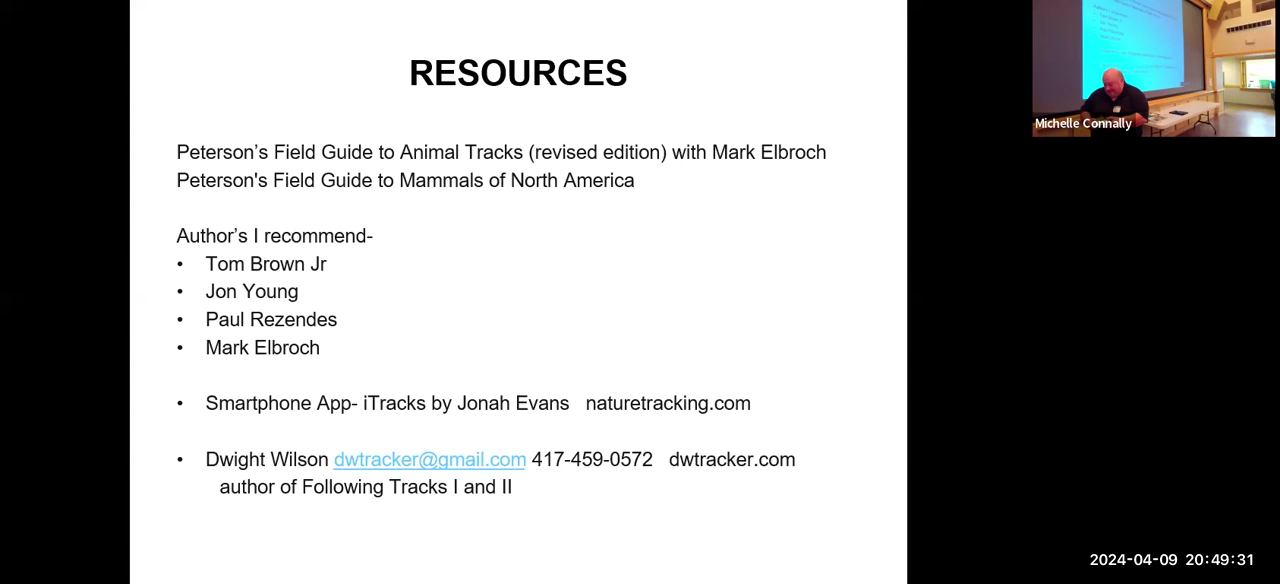 RESOURCES
Peterson’s Field Guide to Animal Tracks (revised edition) with Mark Elbroch
Peterson's Field Guide to Mammals of North America
Author’s I recommend-
• Tom Brown Jr
• Jon Young
• Paul Rezendes
• Mark Elbroch
• Smartphone App- iTracks by Jonah Evans naturetracking.com
• Dwight Wilson dwtracker@gmail.com 417-459-0572 dwtracker.com
author of Following Tracks I and II
Michelle Connally
2024-04-09 20:49:31